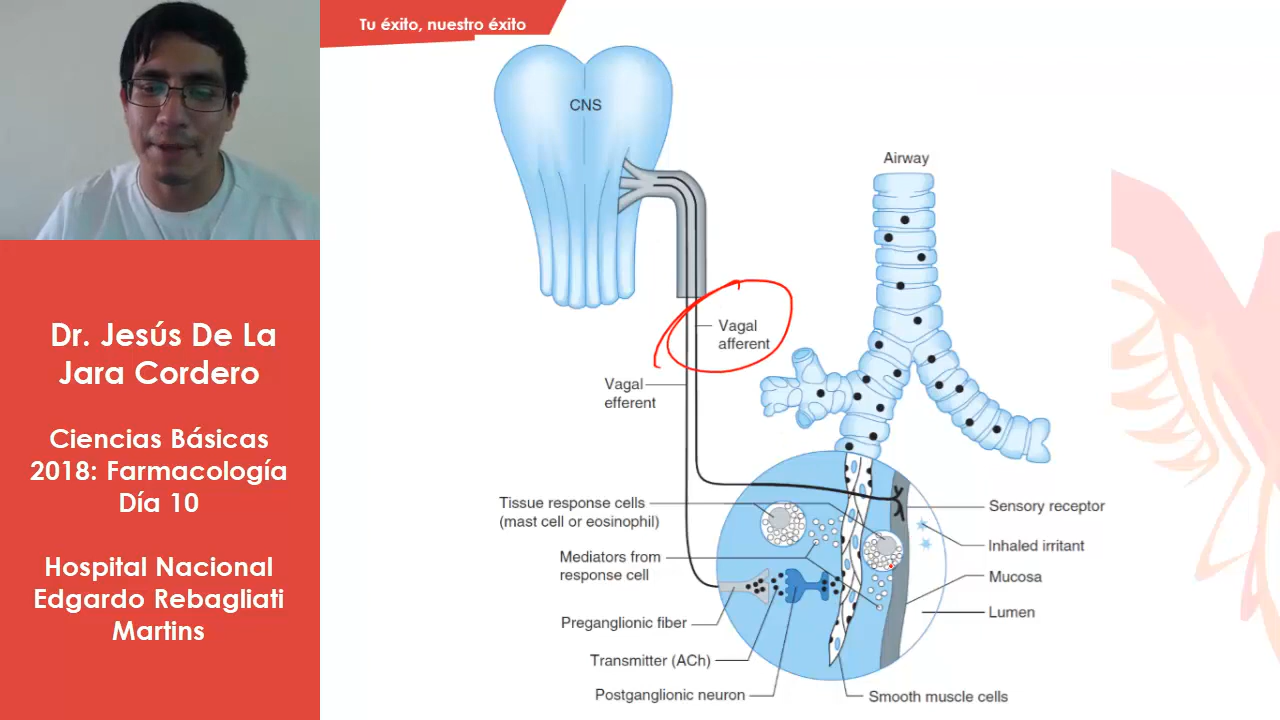 Tu éxito, nuestro éxito
CNS
Airway
Vagal
afferent
Vagal
efferent
Tissue response cells
(mast cell or eosinophil)
Mediators from
response cell
Preganglionic fiber
Transmitter (ACh)
Postganglionic neuron
Sensory receptor
Inhaled irritant
Mucosa
Lumen
Smooth muscle cells
Dr. Jesús De La
Jara Cordero
Ciencias Básicas
2018: Farmacología
Día 10
Hospital Nacional
Edgardo Rebagliati
Martins